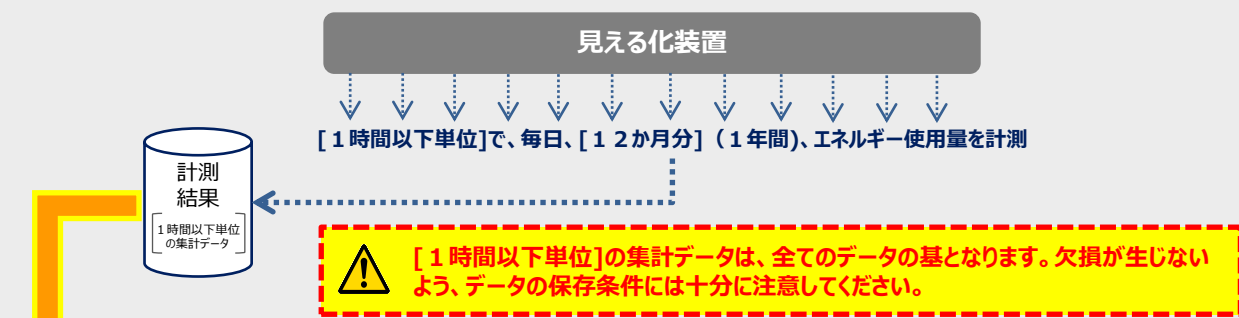 見える化装置
[１時間以下単位]で、毎日、[１２か月分]（１年間)、エネルギー使用量を計測
計測
結果
１時間以下単位
の集計データ
[１時間以下単位]の集計データは、全てのデータの基となります。欠損が生じない
よう、データの保存条件には十分に注意してください。